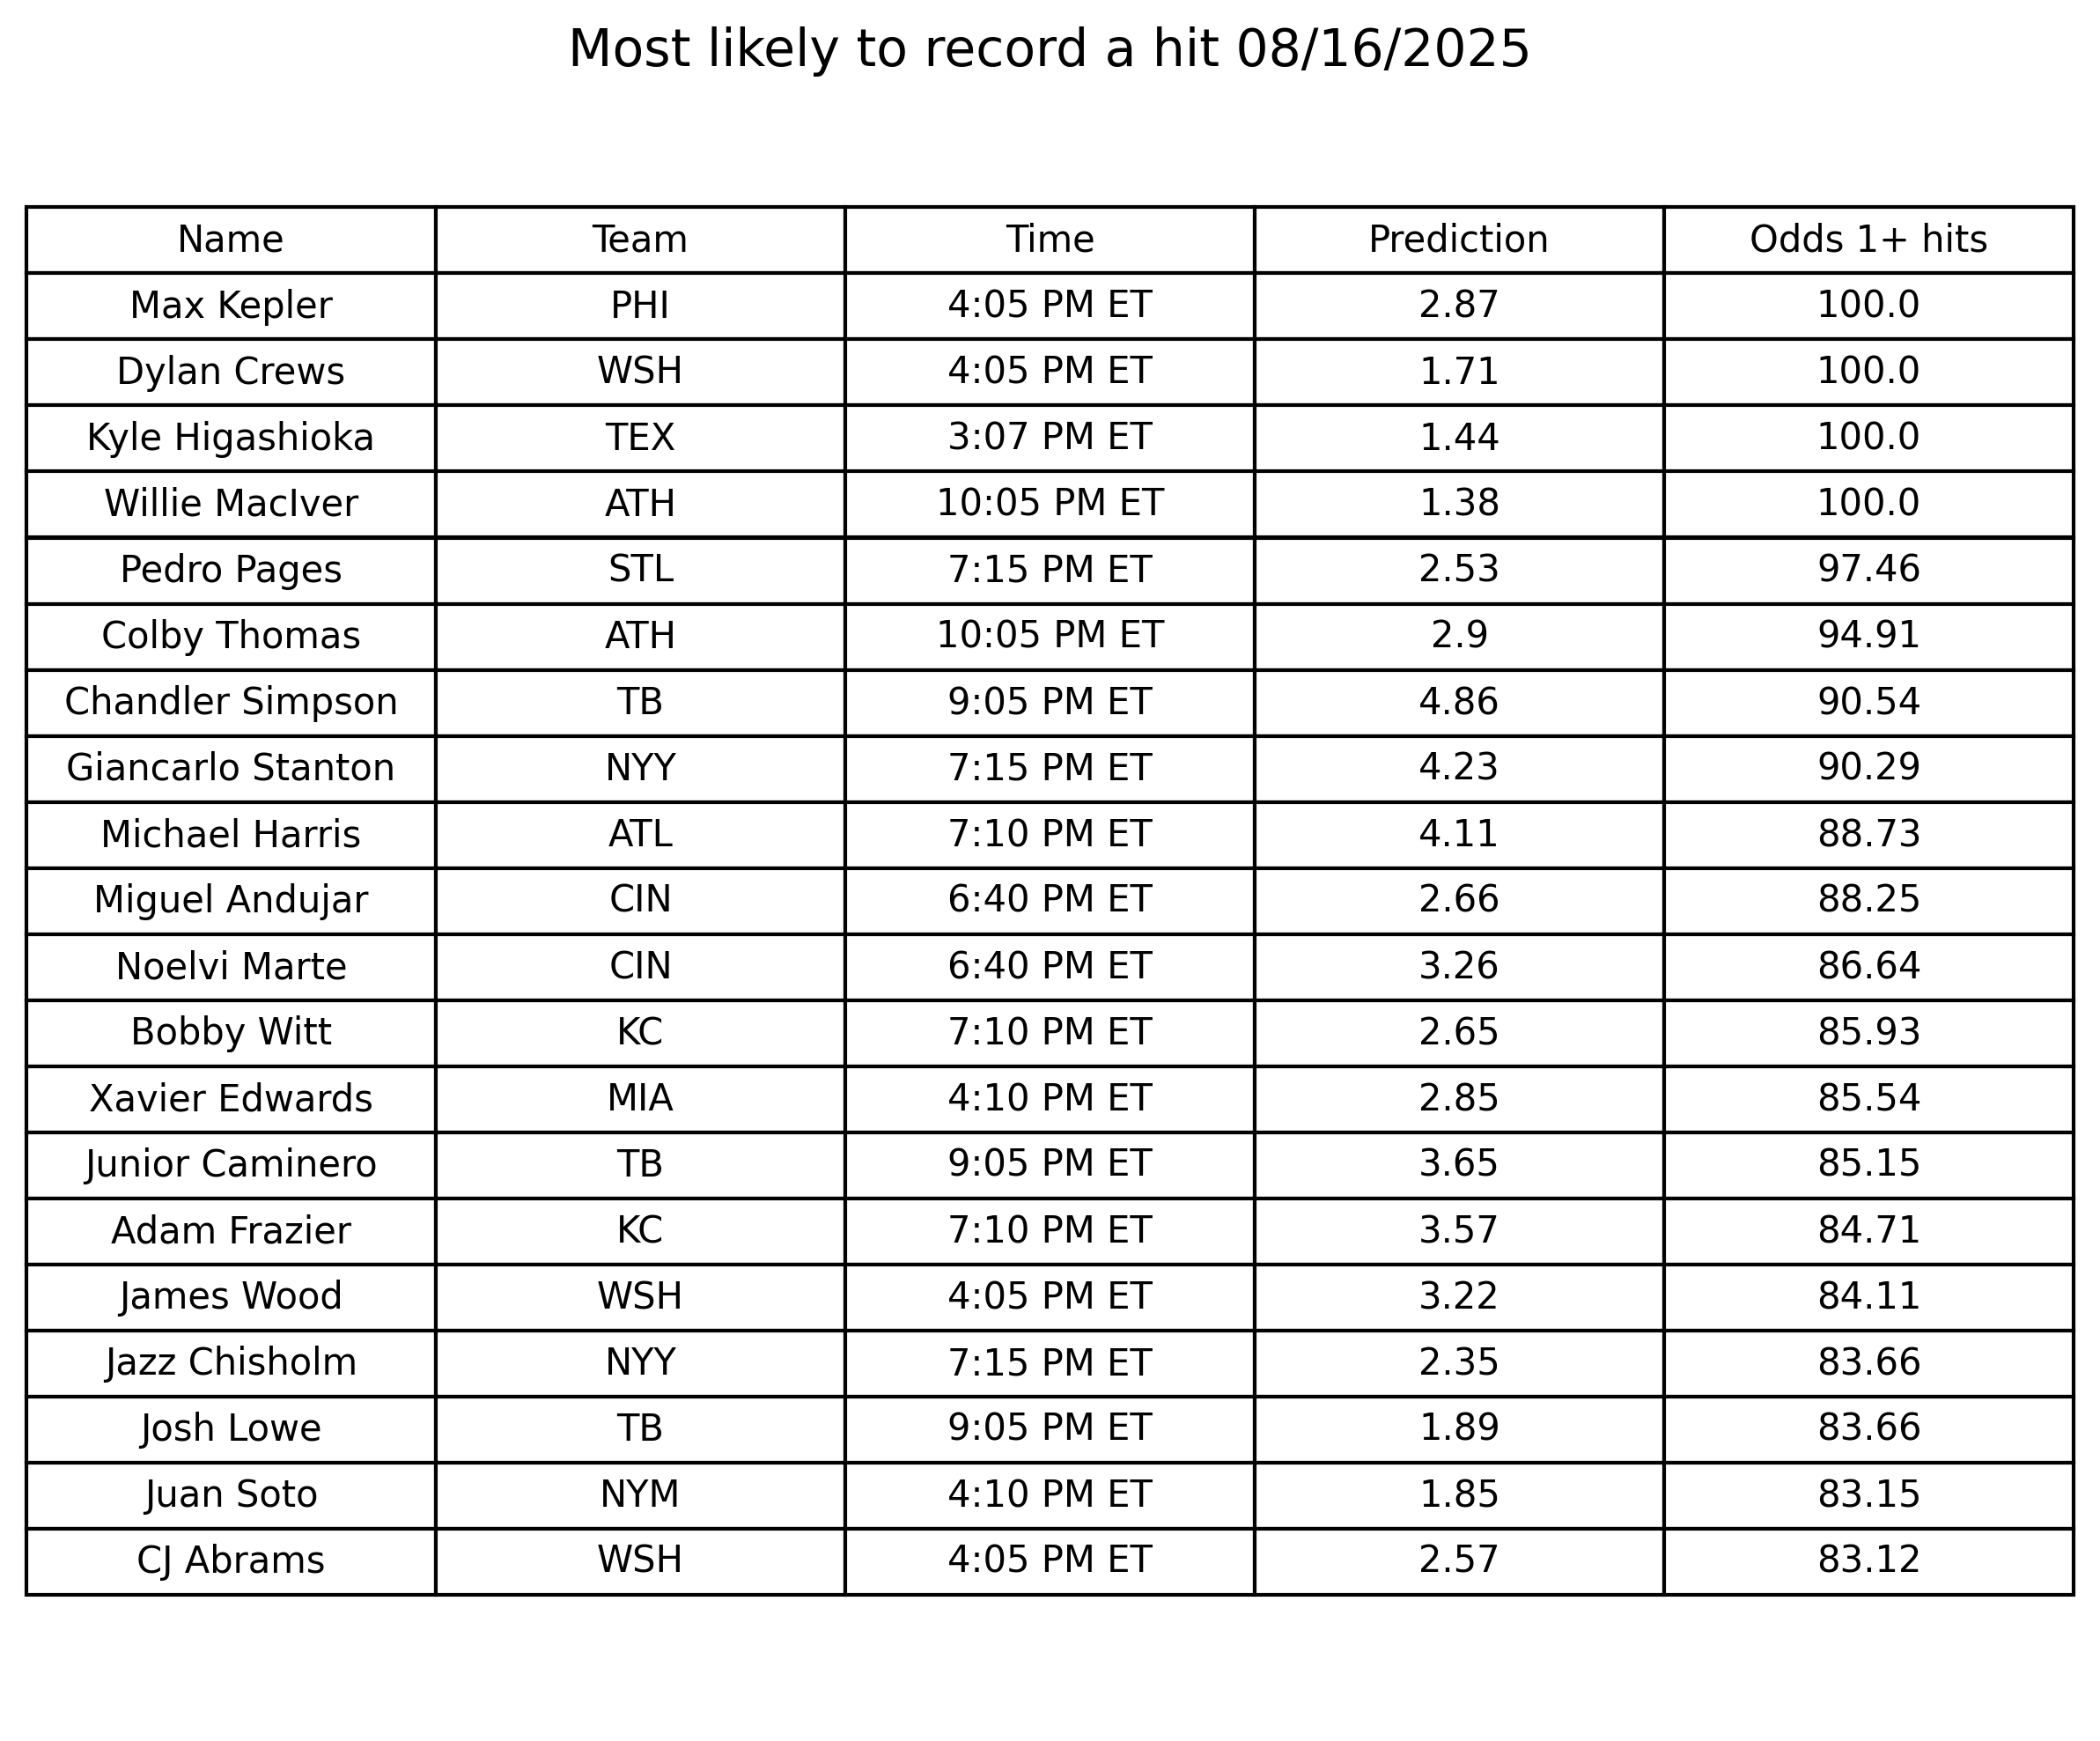 Most likely to record a hit 08/16/2025
Name Team Time Prediction Odds 1+ hits
Max Kepler PHI 4:05 PM ET 2.87 100.0
Dylan Crews WSH 4:05 PM ET 1.71 100.0
Kyle Higashioka TEX 3:07 PM ET 1.44 100.0
Willie MacIver ATH 10:05 PM ET 1.38 100.0
Pedro Pages STL 7:15 PM ET 2.53 97.46
Colby Thomas ATH 10:05 PM ET 2.9 94.91
Chandler Simpson TB 9:05 PM ET 4.86 90.54
Giancarlo Stanton NYY 7:15 PM ET 4.23 90.29
Michael Harris ATL 7:10 PM ET 4.11 88.73
Miguel Andujar CIN 6:40 PM ET 2.66 88.25
Noelvi Marte CIN 6:40 PM ET 3.26 86.64
Bobby Witt KC 7:10 PM ET 2.65 85.93
Xavier Edwards MIA 4:10 PM ET 2.85 85.54
Junior Caminero TB 9:05 PM ET 3.65 85.15
Adam Frazier KC 7:10 PM ET 3.57 84.71
James Wood WSH 4:05 PM ET 3.22 84.11
Jazz Chisholm NYY 7:15 PM ET 2.35 83.66
Josh Lowe TB 9:05 PM ET 1.89 83.66
Juan Soto NYM 4:10 PM ET 1.85 83.15
CJ Abrams WSH 4:05 PM ET 2.57 83.12